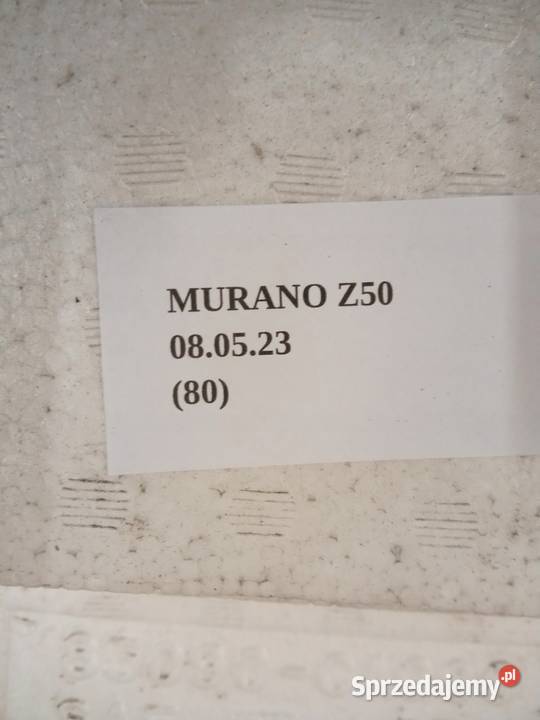 MURANO Z50
08.05.23
(80)
Sprzedajemy.pl